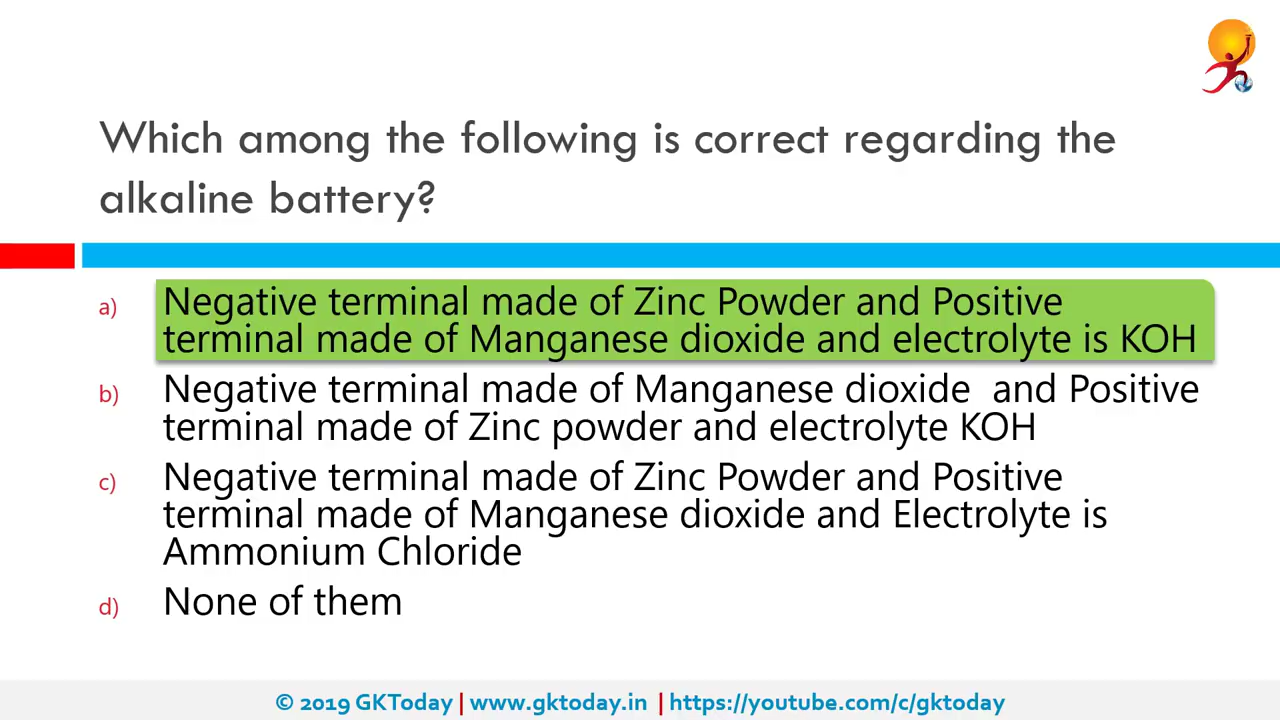 Which among the following is correct regarding the
alkaline battery?
a) Negative terminal made of Zinc Powder and Positive
terminal made of Manganese dioxide and electrolyte is KOH
b) Negative terminal made of Manganese dioxide and Positive
terminal made of Zinc powder and electrolyte KOH
c) Negative terminal made of Zinc Powder and Positive
terminal made of Manganese dioxide and Electrolyte is
Ammonium Chloride
d) None of them
© 2019 GKToday | www.gktoday.in | https://youtube.com/c/gktoday